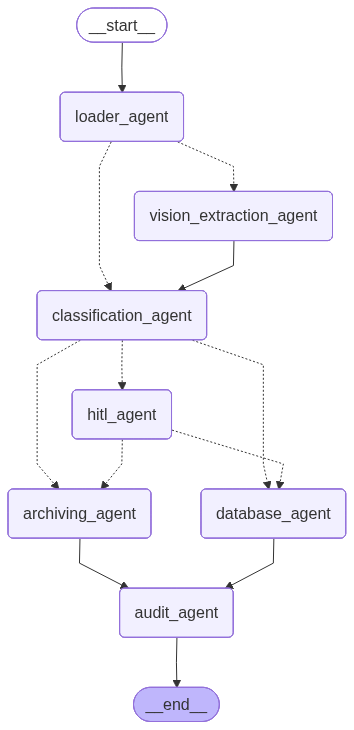 __start__
loader_agent
vision_extraction_agent
classification_agent
hitl_agent
archiving_agent
database_agent
audit_agent
__end__